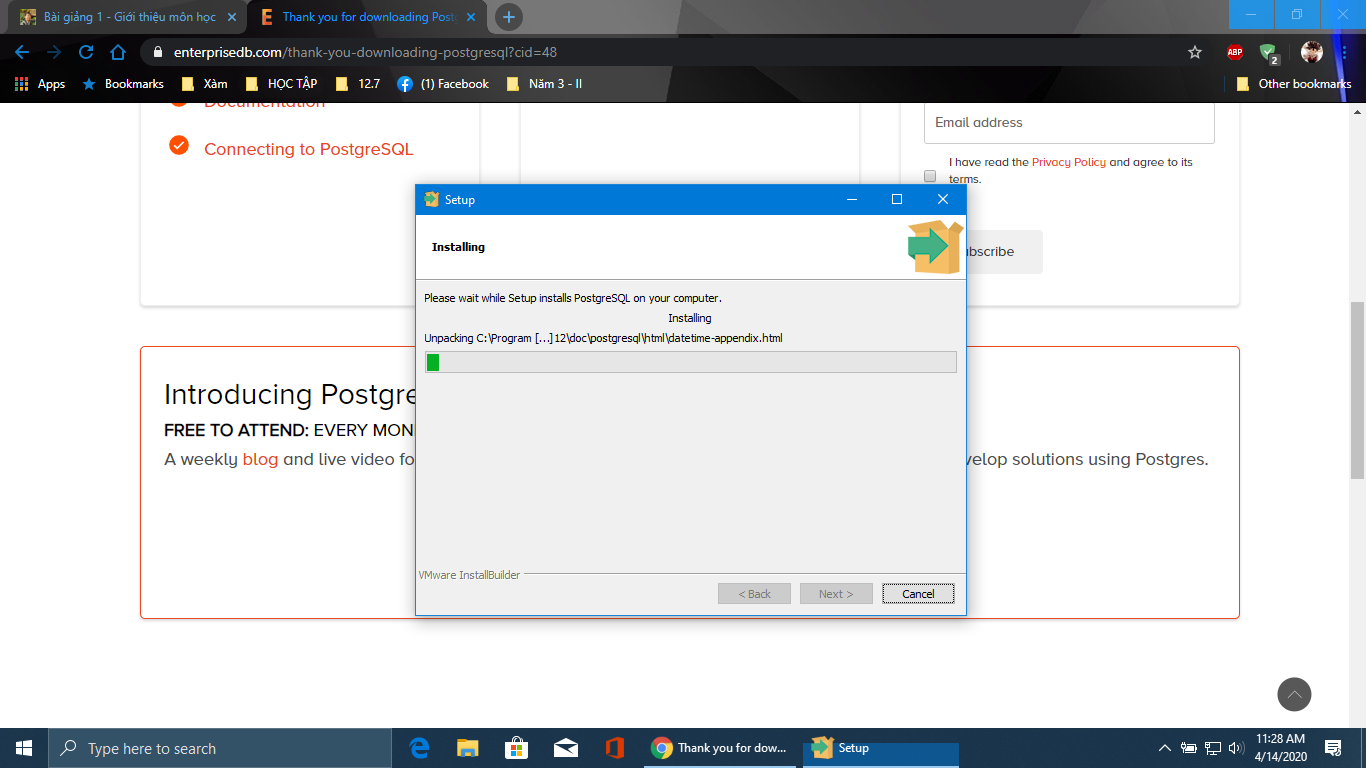 Bài giảng 1 - Giới thiệu môn học
Thank you for downloading Post
enterprisedb.com/thank-you-downloading-postgresql?cid=48
ABP
2
Apps
Bookmarks
Xàm
HỌC TẬP
12.7
(1) Facebook
Năm 3 - II
Other bookmarks
Documentation
Connecting to PostgreSQL
Email address
I have read the Privacy Policy and agree to its
terms.
bscribe
Setup
Installing
Please wait while Setup installs PostgreSQL on your computer.
Installing
Unpacking C:\Program [...]12\doc\postgresql\html\datetime-appendix.html
VMware InstallBuilder
< Back
Next >
Cancel
Introducing Postgre
FREE TO ATTEND: EVERY MON
A weekly blog and live video fo
velop solutions using Postgres.
Type here to search
Thank you for dow...
Setup
11:28 AM
4/14/2020